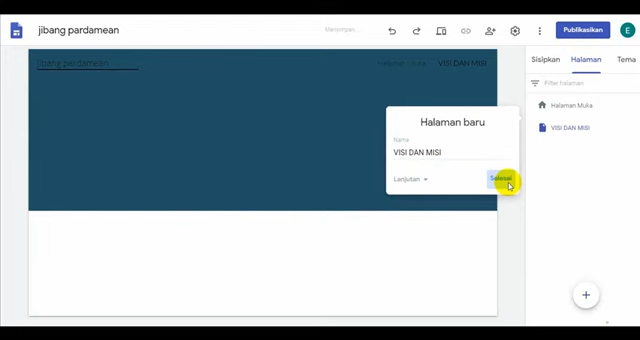 jibang pardamean
Menyimpan...
Publikasikan
E
jibang pardamean
Halaman Muka
VISI DAN MISI
Sisipkan
Halaman
Tema
Filter halaman
Halaman Muka
VISI DAN MISI
Halaman baru
Nama
VISI DAN MISI
Lanjutan
Selesai